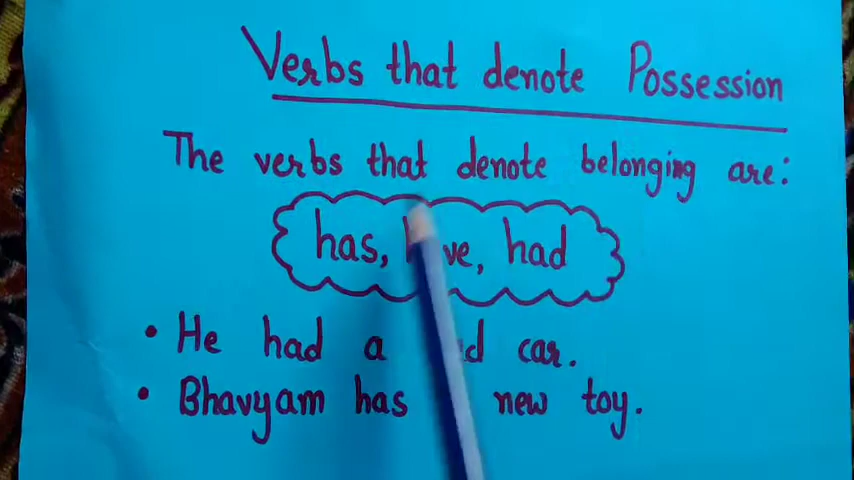 Verbs that denote Possession
The verbs that denote belonging are:
has, have, had
• He had a car.
• Bhavyam has new toy.